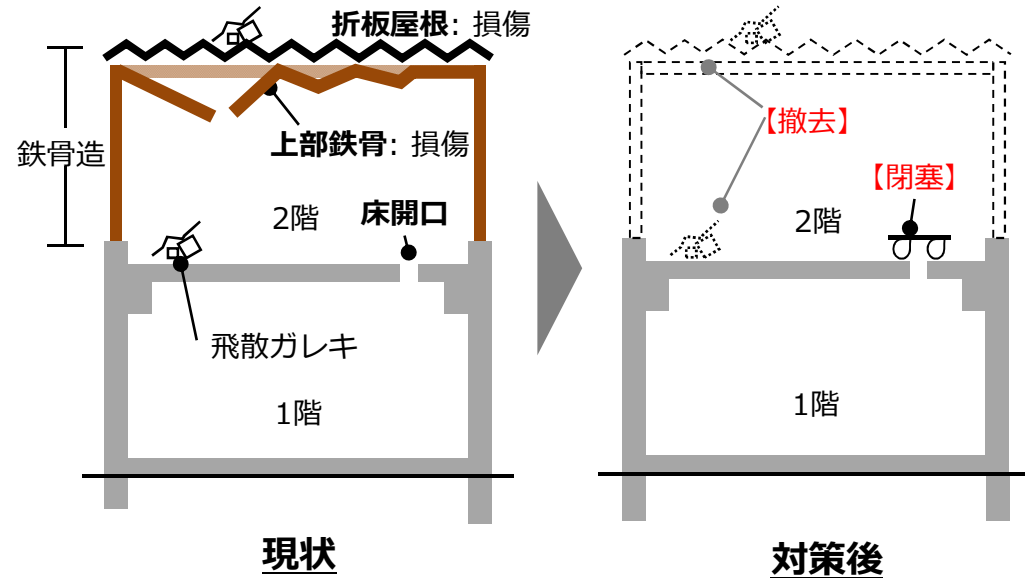 折板屋根: 損傷
鉄骨造
上部鉄骨: 損傷
2階
床開口
飛散ガレキ
1階
現状
【撤去】
【閉塞】
2階
1階
対策後